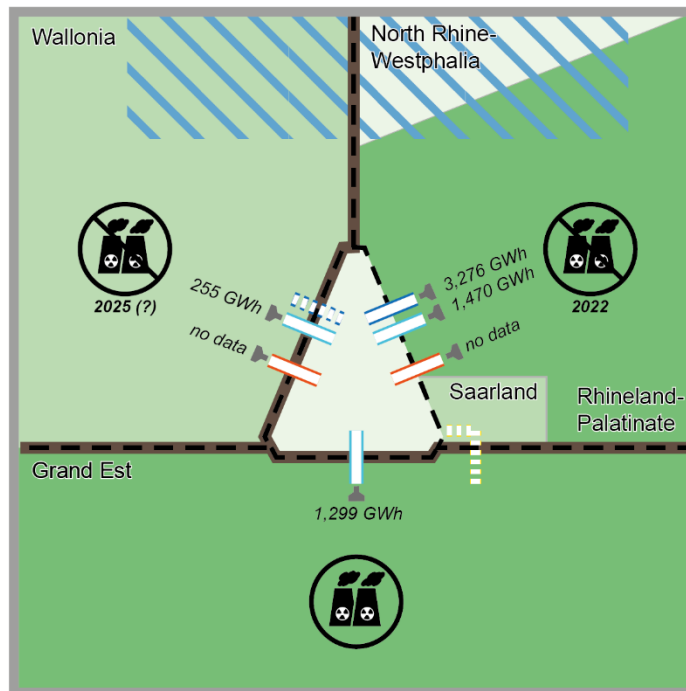 Wallonia
North Rhine-
Westphalia
2025 (?)
255 GWh
no data
3,276 GWh
1,470 GWh
2022
no data
Saarland
Rhineland-
Palatinate
Grand Est
1,299 GWh